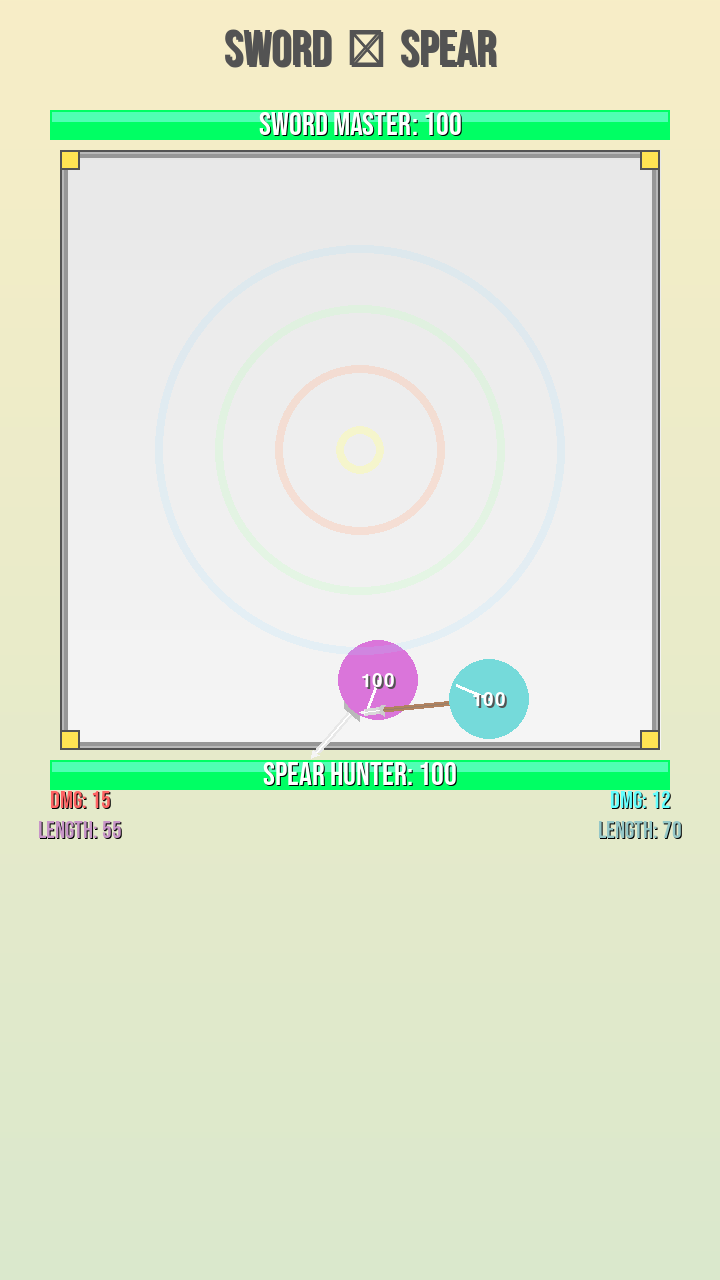 SWORD ☒ SPEAR
SWORD MASTER: 100
100
100
SPEAR HUNTER: 100
DMG: 15
DMG: 12
LENGTH: 55
LENGTH: 70